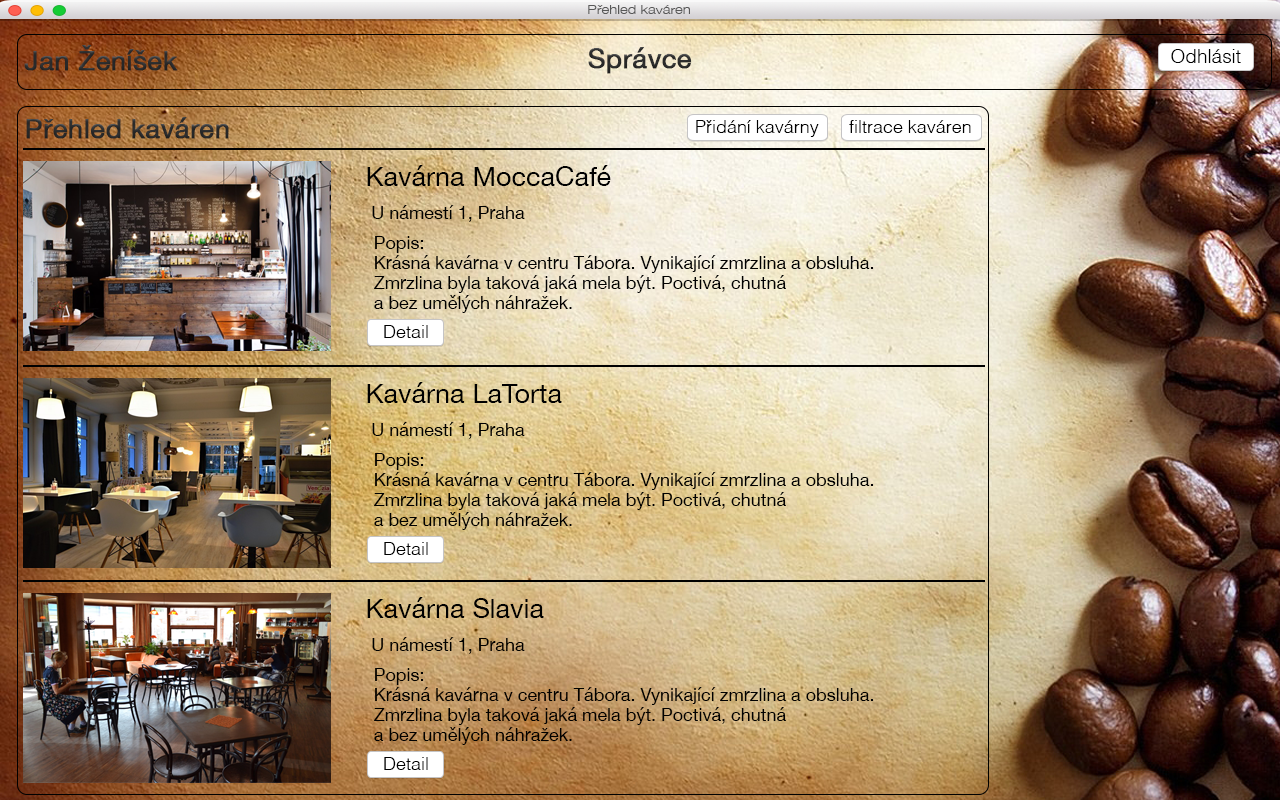 Přehled kaváren
Jan Ženíšek
Správce
Odhlásit
Přehled kaváren
Přidání kavárny
filtrace kaváren
Kavárna MoccaCafé
U námestí 1, Praha
Popis:
Krásná kavárna v centru Tábora. Vynikající zmrzlina a obsluha.
Zmrzlina byla taková jaká mela být. Poctivá, chutná
a bez umělých náhražek.
Detail
Kavárna LaTorta
U námestí 1, Praha
Popis:
Krásná kavárna v centru Tábora. Vynikající zmrzlina a obsluha.
Zmrzlina byla taková jaká mela být. Poctivá, chutná
a bez umělých náhražek.
Detail
Kavárna Slavia
U námestí 1, Praha
Popis:
Krásná kavárna v centru Tábora. Vynikající zmrzlina a obsluha.
Zmrzlina byla taková jaká mela být. Poctivá, chutná
a bez umělých náhražek.
Detail